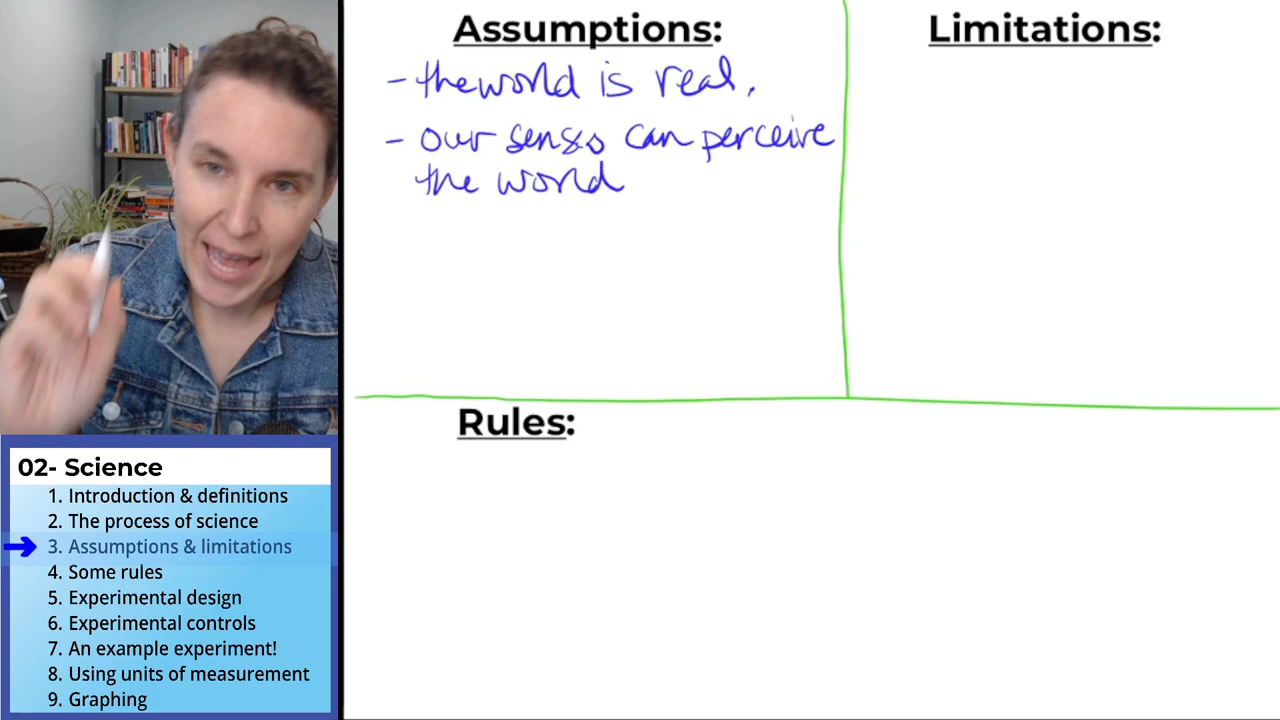 Assumptions:
- the world is real.
- our senses can perceive
the world
Limitations:
Rules:
02- Science
1. Introduction & definitions
2. The process of science
3. Assumptions & limitations
4. Some rules
5. Experimental design
6. Experimental controls
7. An example experiment!
8. Using units of measurement
9. Graphing